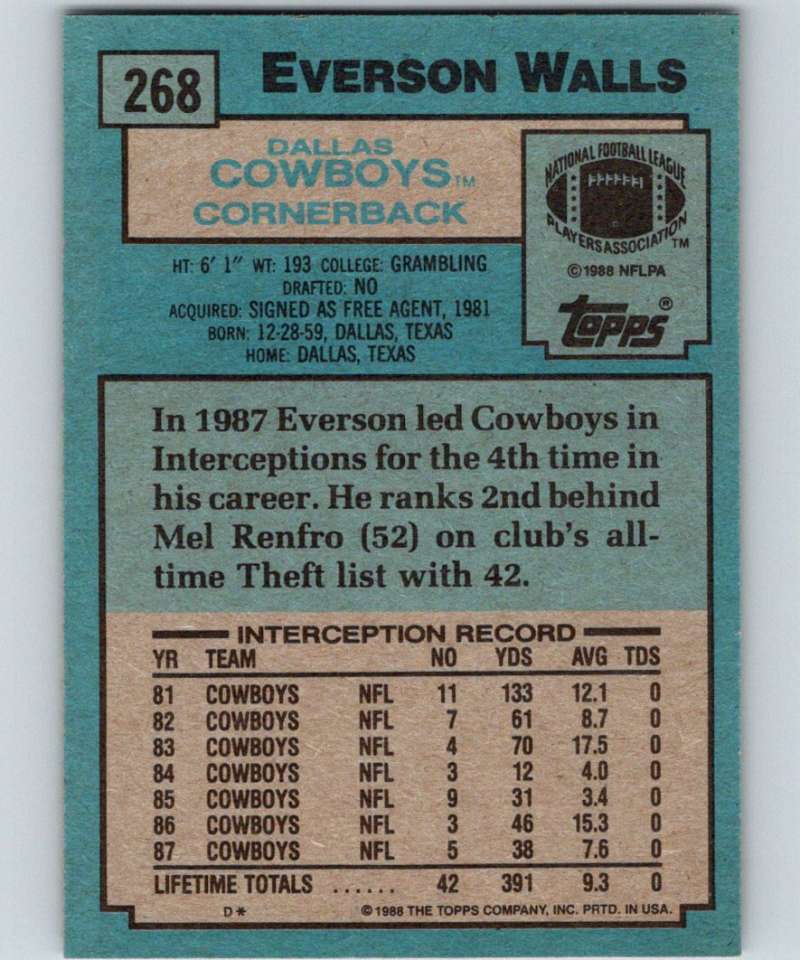 268
EVERSON WALLS
DALLAS
COWBOYS™
CORNERBACK
NATIONAL FOOTBALL LEAGUE
PLAYERS ASSOCIATION™
©1988 NFLPA
topps®
HT: 6' 1" WT: 193 COLLEGE: GRAMBLING
DRAFTED: NO
ACQUIRED: SIGNED AS FREE AGENT, 1981
BORN: 12-28-59, DALLAS, TEXAS
HOME: DALLAS, TEXAS
In 1987 Everson led Cowboys in
Interceptions for the 4th time in
his career. He ranks 2nd behind
Mel Renfro (52) on club's all-
time Theft list with 42.
INTERCEPTION RECORD
YR TEAM NO YDS AVG TDS
81 COWBOYS NFL 11 133 12.1 0
82 COWBOYS NFL 7 61 8.7 0
83 COWBOYS NFL 4 70 17.5 0
84 COWBOYS NFL 3 12 4.0 0
85 COWBOYS NFL 9 31 3.4 0
86 COWBOYS NFL 3 46 15.3 0
87 COWBOYS NFL 5 38 7.6 0
LIFETIME TOTALS ...... 42 391 9.3 0
D* ©1988 THE TOPPS COMPANY, INC. PRTD. IN USA.